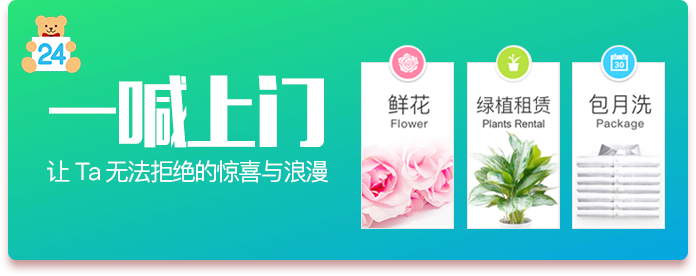 24
一喊上门
让 Ta 无法拒绝的惊喜与浪漫
鲜花
Flower
绿植租赁
Plants Rental
30
包月洗
Package